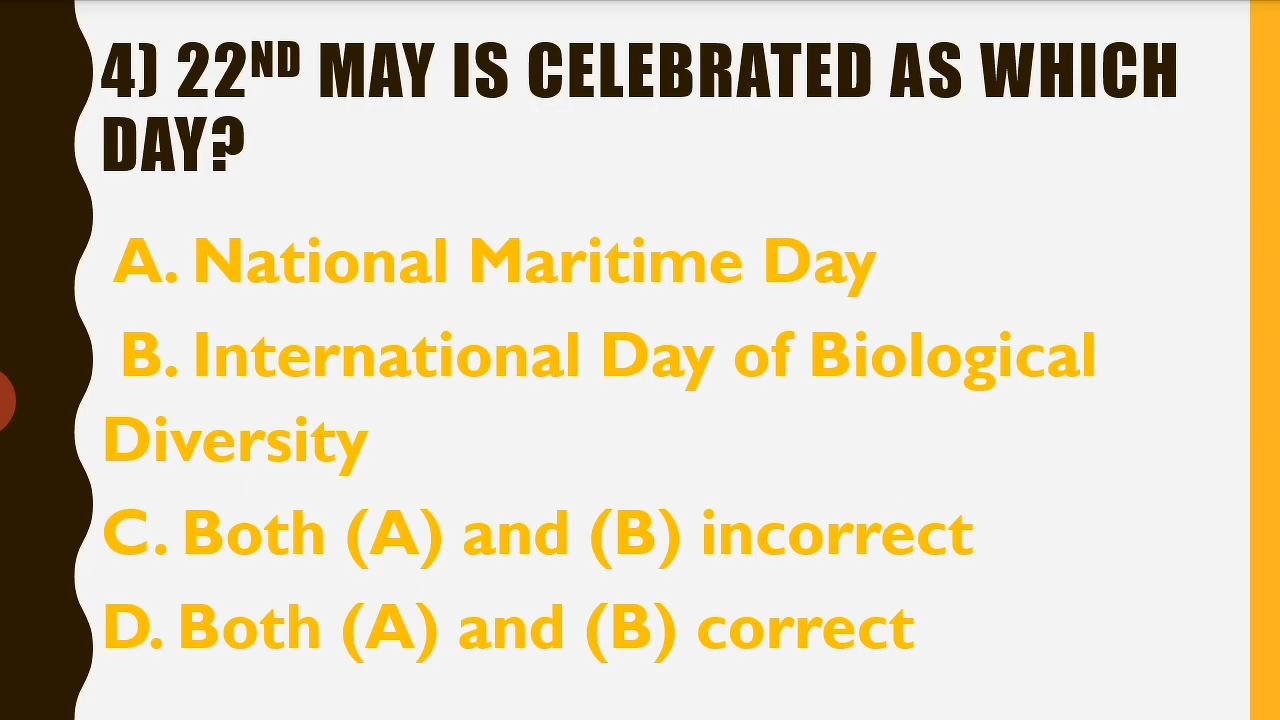 4) 22ND MAY IS CELEBRATED AS WHICH
DAY?
A. National Maritime Day
B. International Day of Biological
Diversity
C. Both (A) and (B) incorrect
D. Both (A) and (B) correct